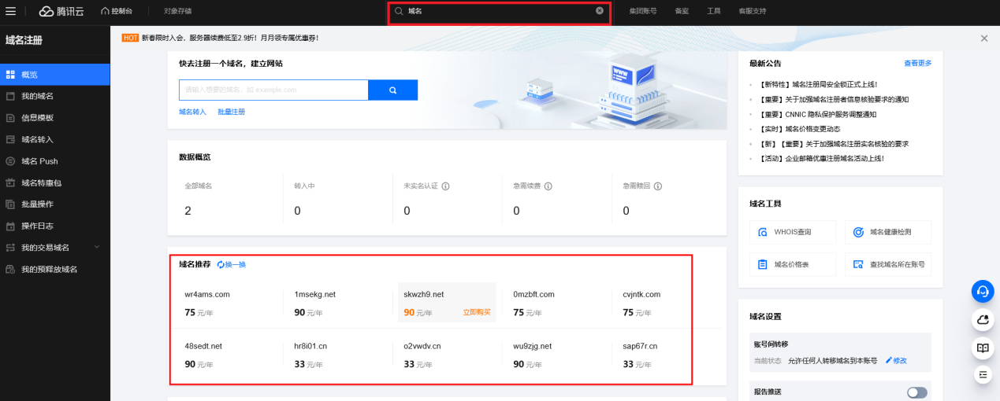 腾讯云 控制台 对象存储 域名 集团账号 备案 工具 客服支持
域名注册
HOT 新春限时入会，服务器续费低至2.9折！月月领专属优惠券！
概览
我的域名
信息模板
域名转入
域名 Push
域名特惠包
批量操作
操作日志
我的交易域名
我的预释放域名
快去注册一个域名，建立网站
请输入想要的域名，如 example.com
域名转入 批量注册
WWW
数据概览
全部域名 转入中 未实名认证 急需续费 急需赎回
2 0 0 0 0
域名推荐 换一换
wr4ams.com 1msekg.net skwzh9.net 0mzbft.com cvjntk.com
75 元/年 90 元/年 90 元/年 立即购买 75 元/年 75 元/年
48sedt.net hr8i01.cn o2vwdv.cn wu9zjg.net sap67r.cn
90 元/年 33 元/年 33 元/年 90 元/年 33 元/年
最新公告 查看更多
【新特性】域名注册局安全锁正式上线！
【重要】关于加强域名注册者信息核验要求的通知
【重要】CNNIC 隐私保护服务调整通知
【实时】域名价格变更动态
【新】【重要】关于加强域名注册实名核验的要求
【活动】企业邮箱优惠注册域名活动上线！
域名工具
WHOIS查询 域名健康检测
域名价格表 查找域名所在账号
域名设置
账号间转移
当前状态 允许任何人转移域名到本账号 修改
报告推送